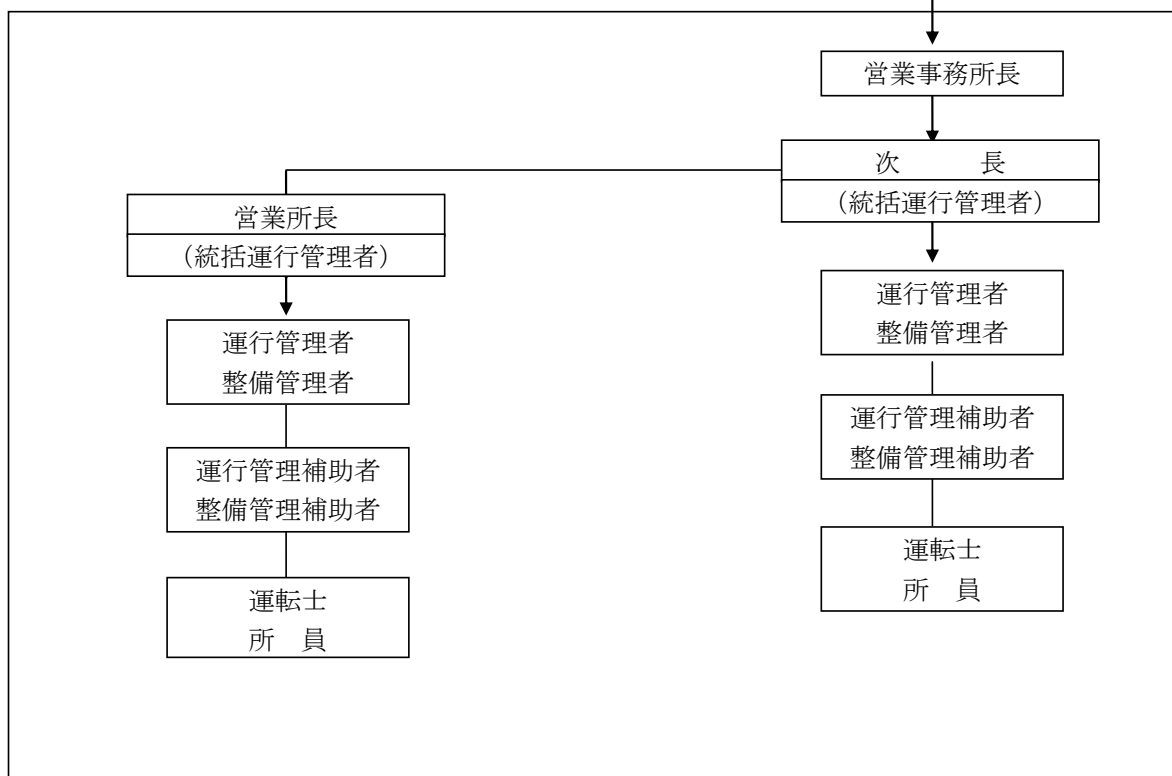 営業事務所長
次　　　長
（統括運行管理者）
営業所長
（統括運行管理者）
運行管理者
整備管理者
運行管理補助者
整備管理補助者
運転士
所　員
運行管理者
整備管理者
運行管理補助者
整備管理補助者
運転士
所　員